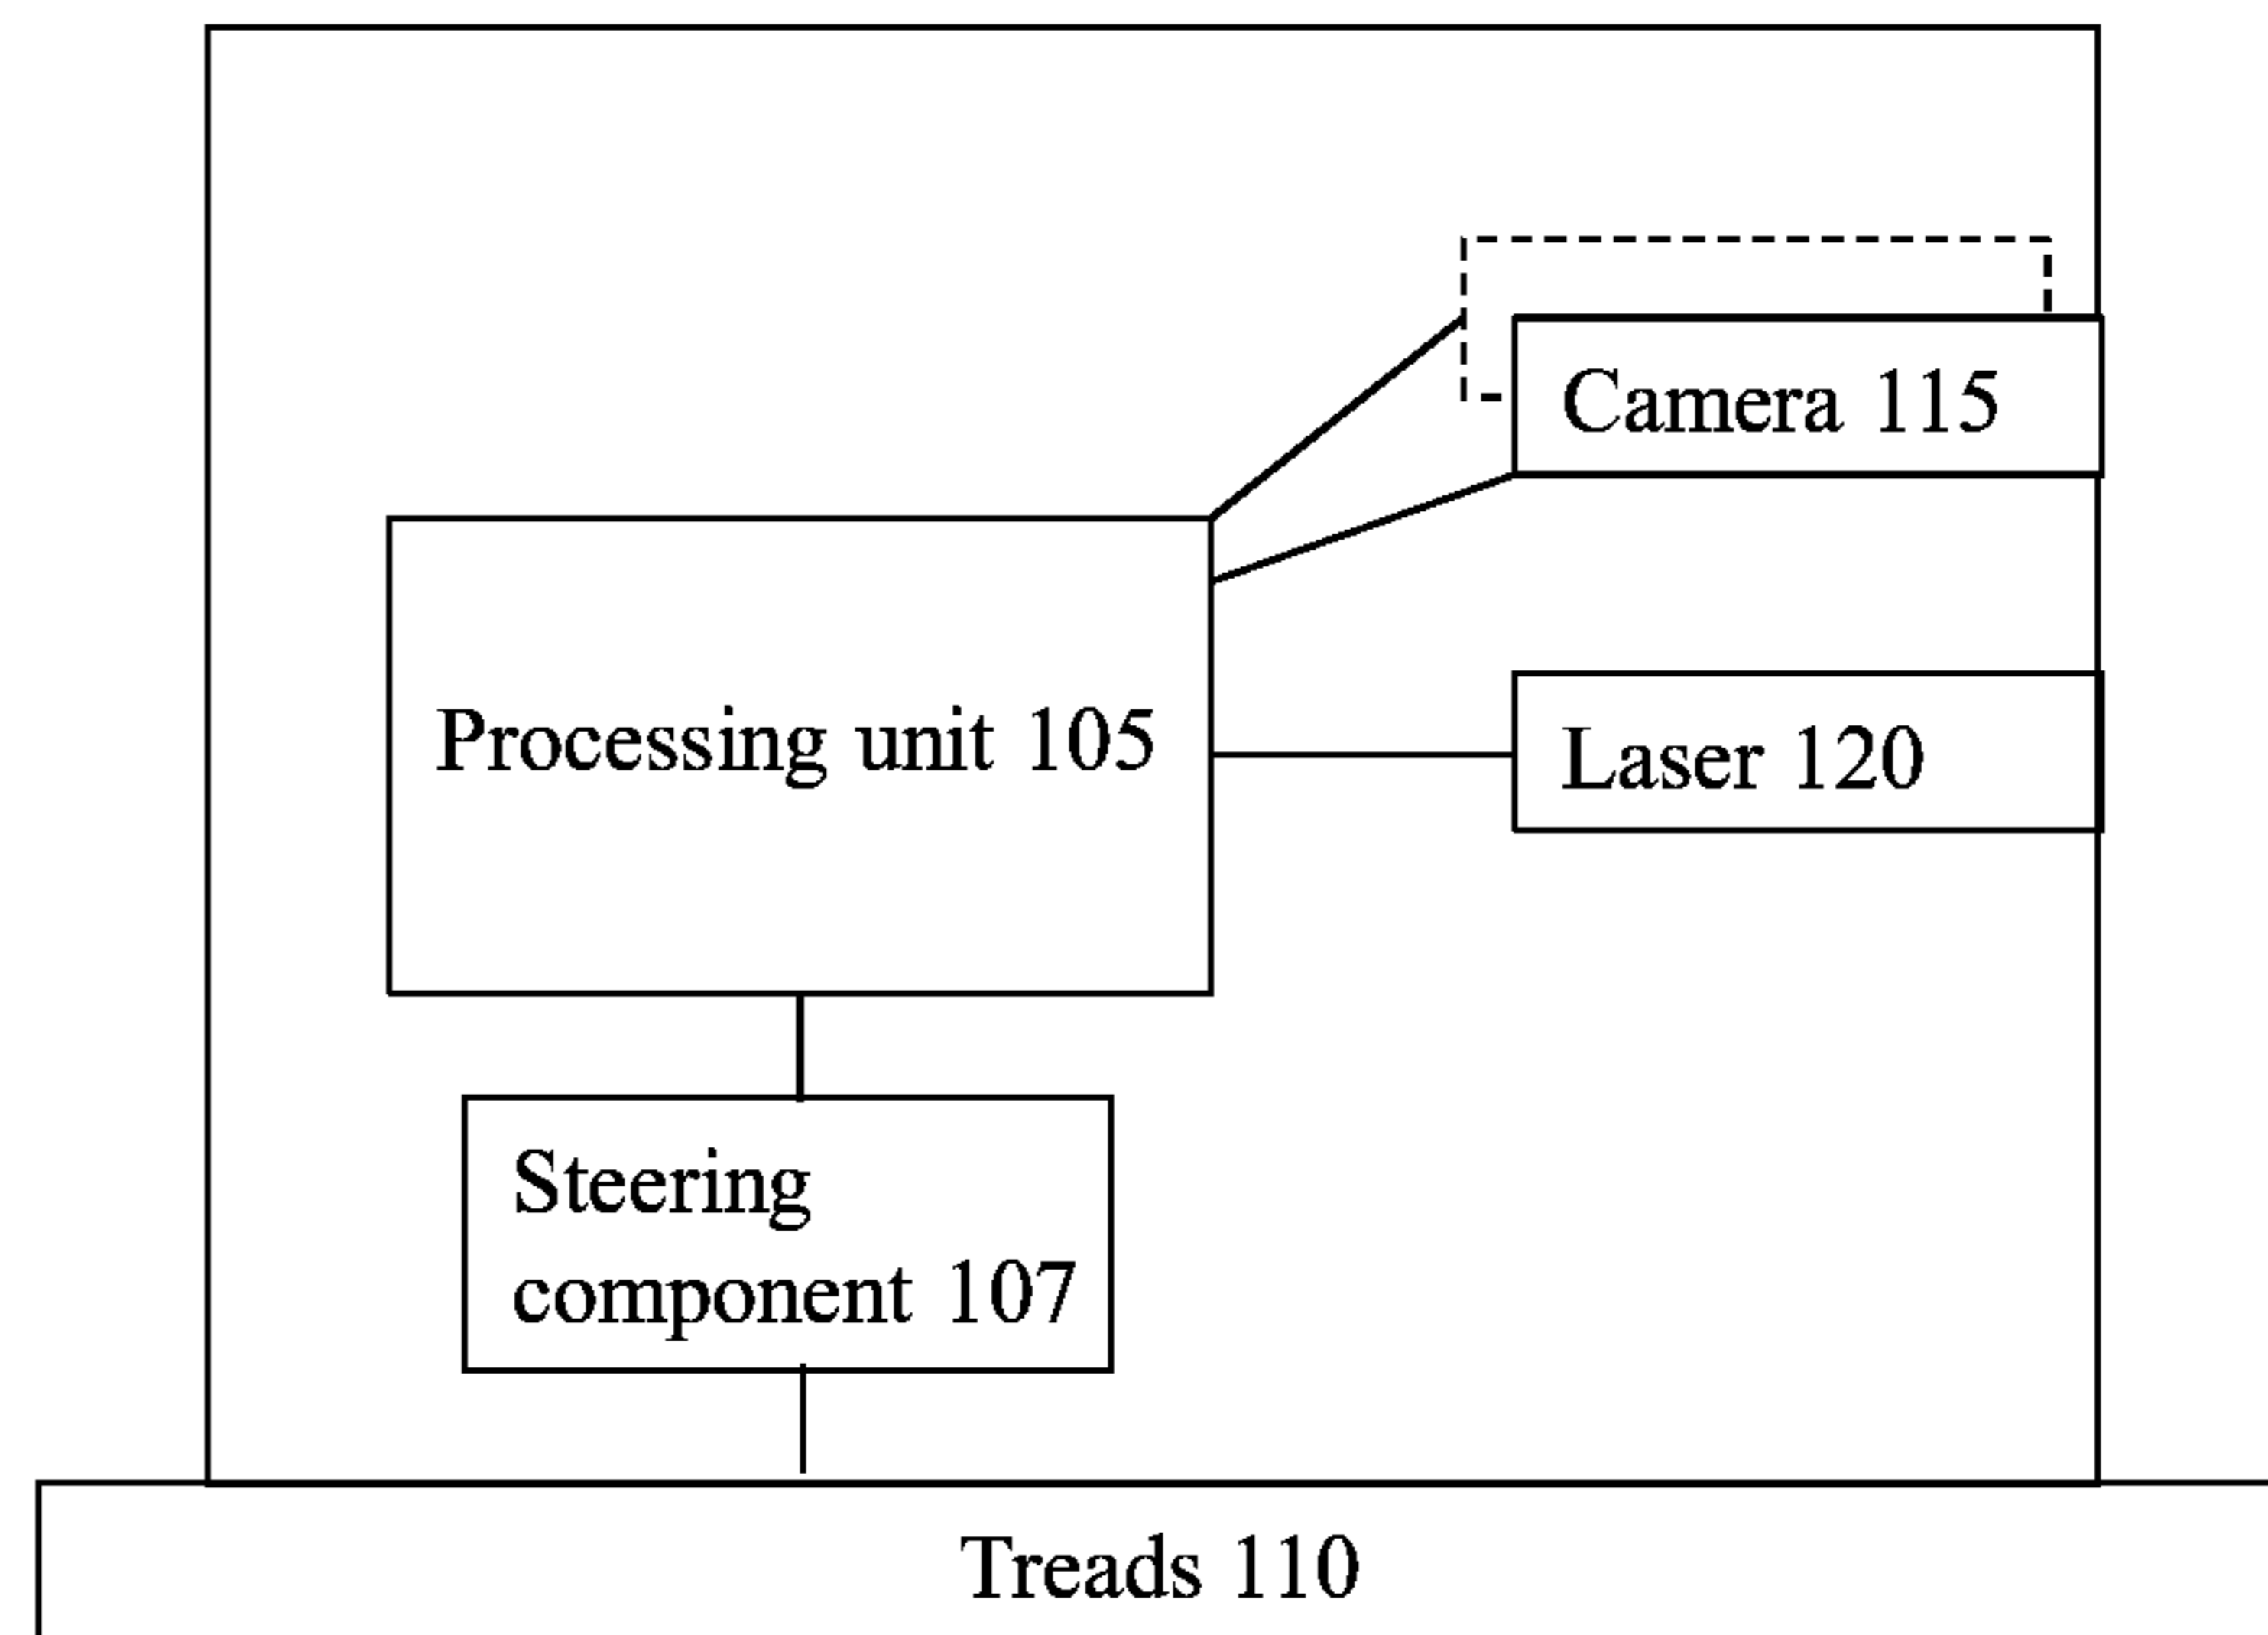 Camera 115
Processing unit 105
Laser 120
Steering
component 107
Treads 110